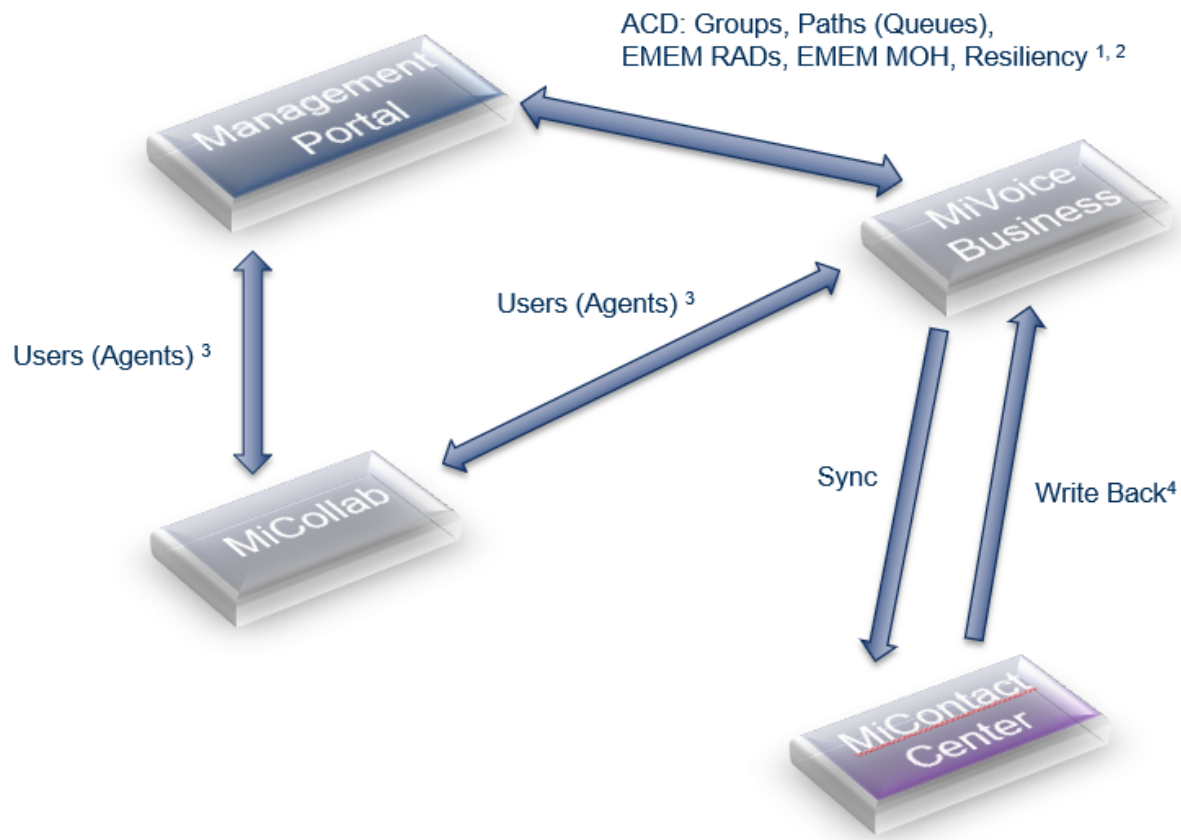 ACD: Groups, Paths (Queues),
EMEM RADs, EMEM MOH, Resiliency 1, 2
Management
Portal
MiVoice
Business
Users (Agents) 3
Users (Agents) 3
MiCollab
Sync
Write Back4
MiContact
Center